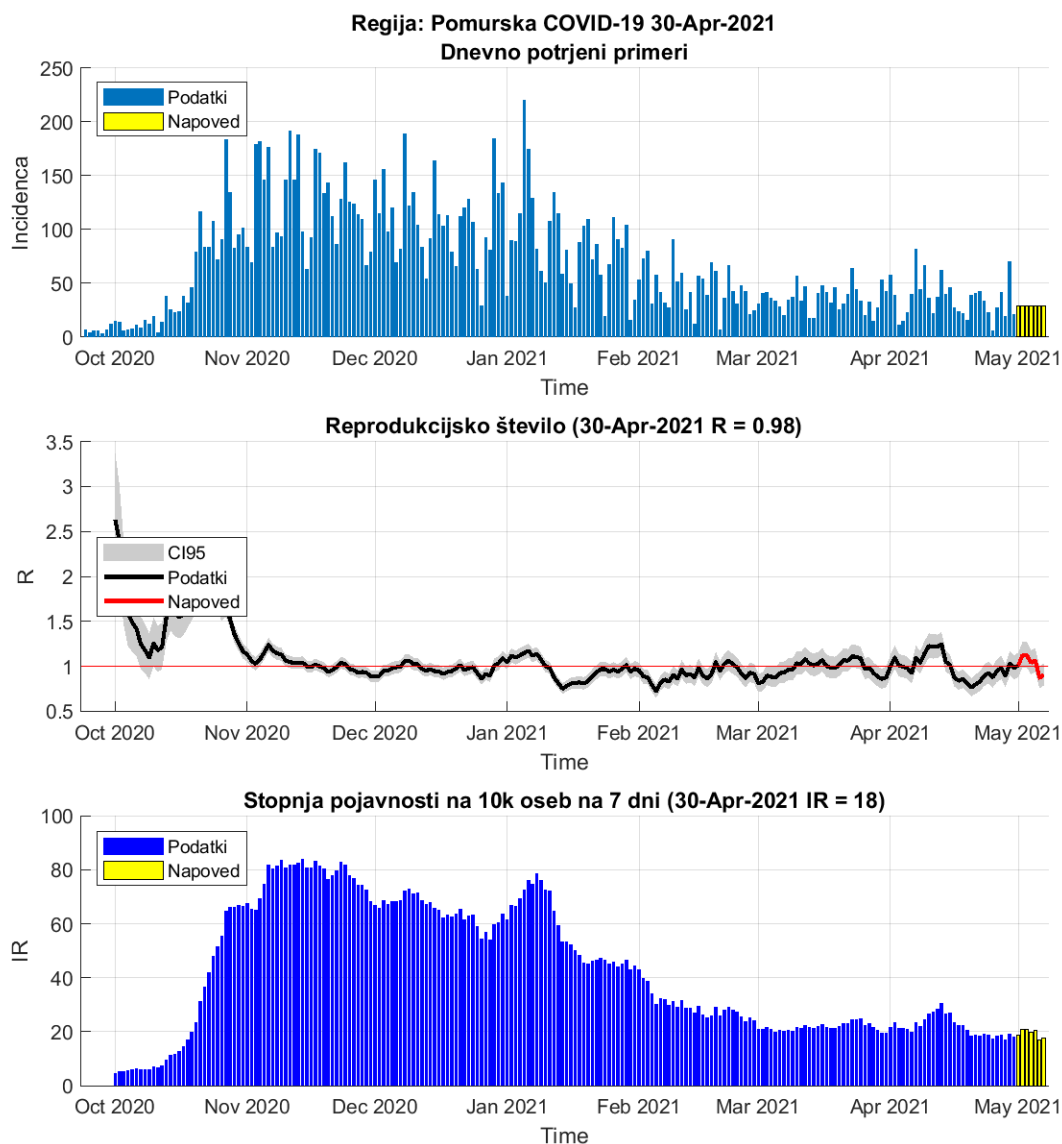 Regija: Pomurska COVID-19 30-Apr-2021
Dnevno potrjeni primeri
250
200
150
100
50
0
Incidenca
Podatki
Napoved
Oct 2020 Nov 2020 Dec 2020 Jan 2021 Feb 2021 Mar 2021 Apr 2021 May 2021
Time
Reprodukcijsko število (30-Apr-2021 R = 0.98)
3.5
3
2.5
2
1.5
1
0.5
R
CI95
Podatki
Napoved
Oct 2020 Nov 2020 Dec 2020 Jan 2021 Feb 2021 Mar 2021 Apr 2021 May 2021
Time
Stopnja pojavnosti na 10k oseb na 7 dni (30-Apr-2021 IR = 18)
100
80
60
40
20
0
IR
Podatki
Napoved
Oct 2020 Nov 2020 Dec 2020 Jan 2021 Feb 2021 Mar 2021 Apr 2021 May 2021
Time